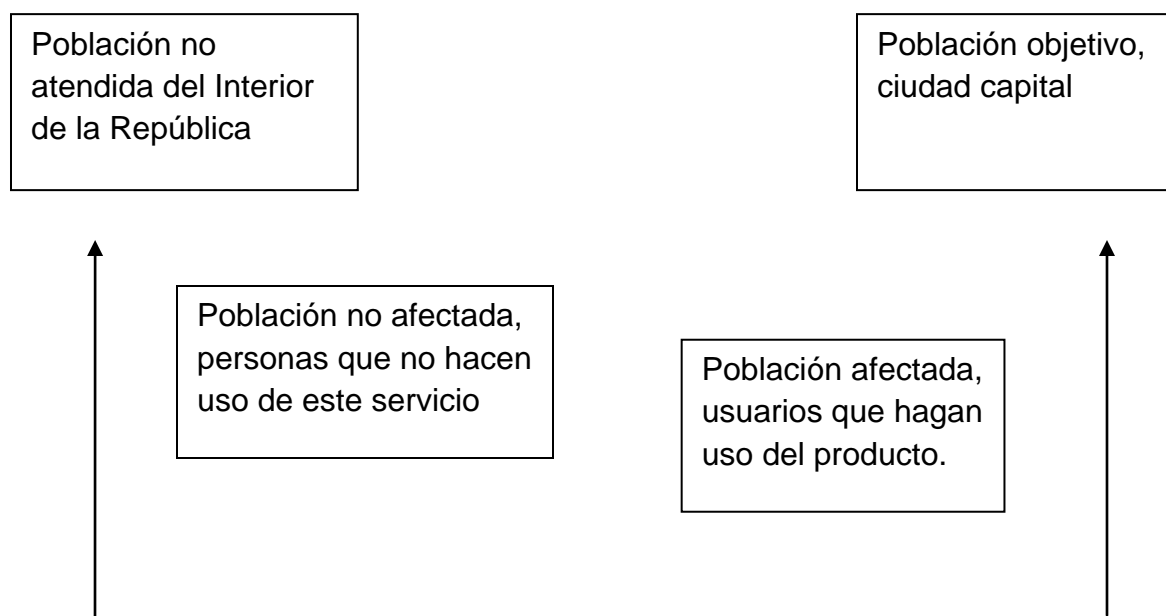 Población no
atendida del Interior
de la República
Población objetivo,
ciudad capital
Población no afectada,
personas que no hacen
uso de este servicio
Población afectada,
usuarios que hagan
uso del producto.